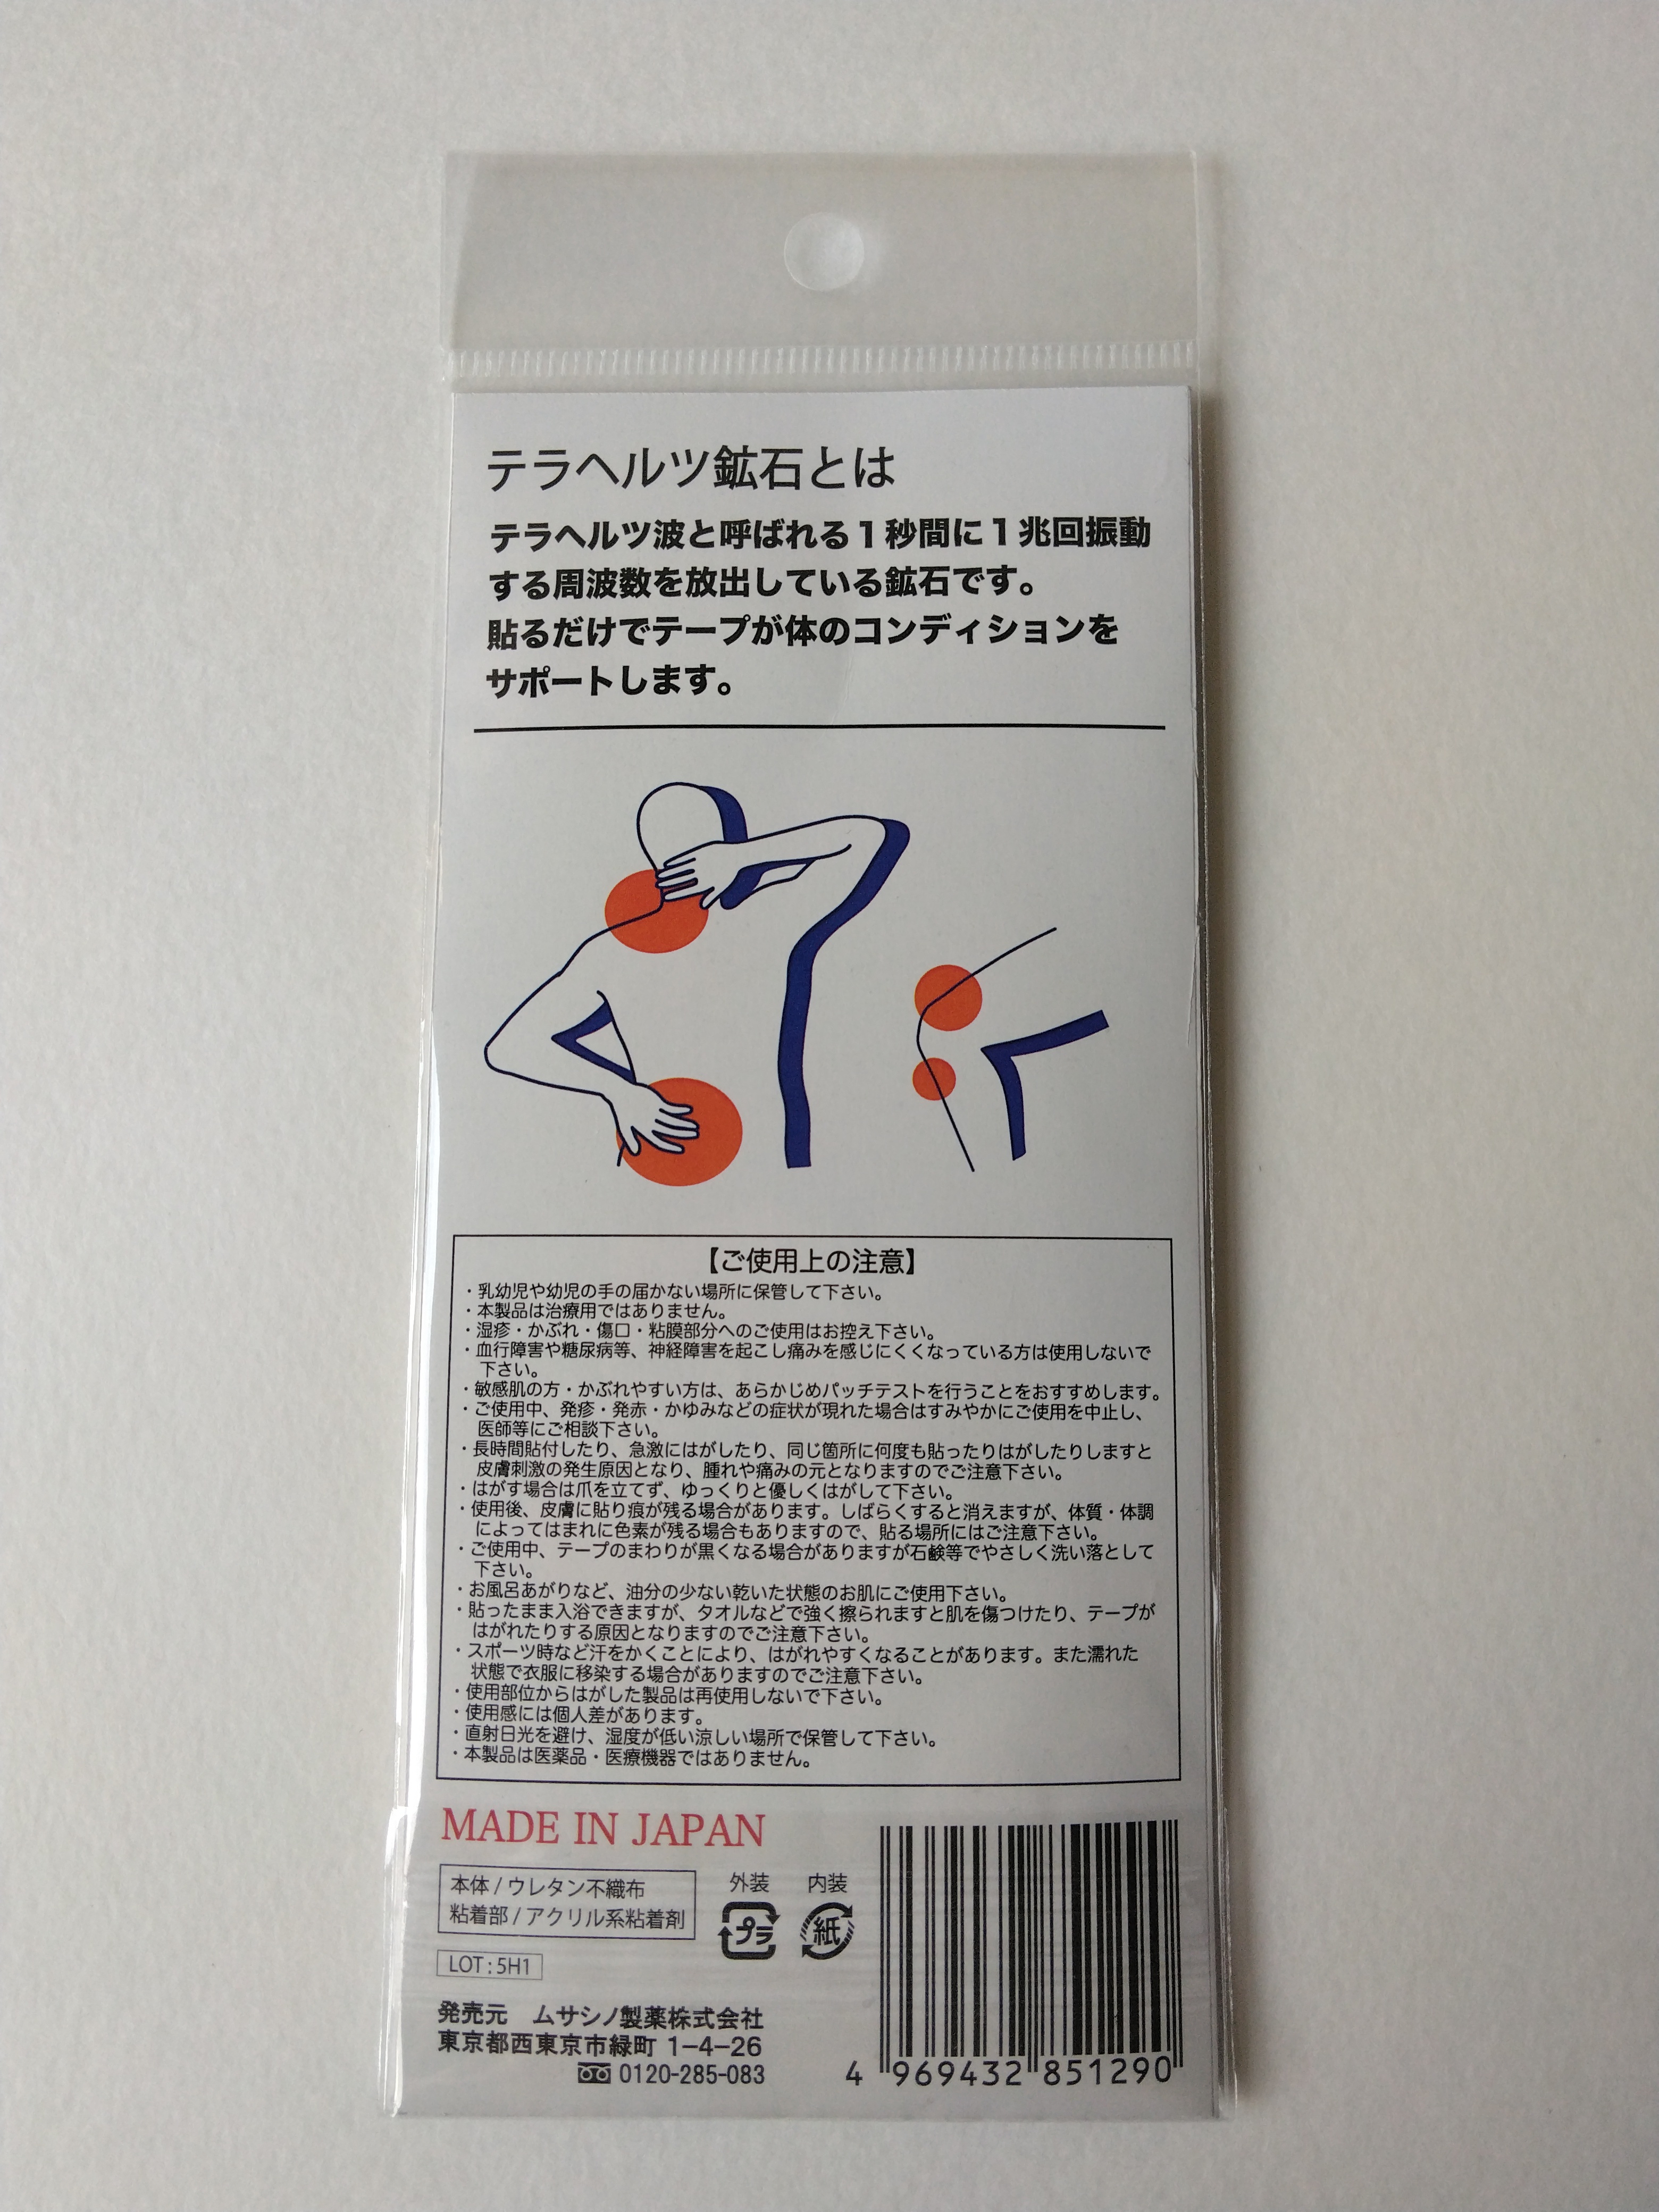 テラヘルツ鉱石とは
テラヘルツ波と呼ばれる1秒間に1兆回振動
する周波数を放出している鉱石です。
貼るだけでテープが体のコンディションを
サポートします。
【ご使用上の注意】
・乳幼児や幼児の手の届かない場所に保管して下さい。
・本製品は治療用ではありません。
・湿疹・かぶれ・傷口・粘膜部分へのご使用はお控え下さい。
・血行障害や糖尿病等、神経障害を起こし痛みを感じにくくなっている方は使用しないで
下さい。
・敏感肌の方・かぶれやすい方は、あらかじめパッチテストを行うことをおすすめします。
・ご使用中、発疹・発赤・かゆみなどの症状が現れた場合はすみやかにご使用を中止し、
医師等にご相談下さい。
・長時間貼付したり、急激にはがしたり、同じ箇所に何度も貼ったりはがしたりしますと
皮膚刺激の発生原因となり、腫れや痛みの元となりますのでご注意下さい。
・はがす場合は爪を立てず、ゆっくりと優しくはがして下さい。
・使用後、皮膚に貼り痕が残る場合があります。しばらくすると消えますが、体質・体調
によってはまれに色素が残る場合もありますので、貼る場所にはご注意下さい。
・ご使用中、テープのまわりが黒くなる場合がありますが石鹸等でやさしく洗い落として
下さい。
・お風呂あがりなど、油分の少ない乾いた状態のお肌にご使用下さい。
・貼ったまま入浴できますが、タオルなどで強く擦られますと肌を傷つけたり、テープが
はがれたりする原因となりますのでご注意下さい。
・スポーツ時など汗をかくことにより、はがれやすくなることがあります。また濡れた
状態で衣服に移染する場合がありますのでご注意下さい。
・使用部位からはがした製品は再使用しないで下さい。
・使用感には個人差があります。
・直射日光を避け、湿度が低い涼しい場所で保管して下さい。
・本製品は医薬品・医療機器ではありません。
MADE IN JAPAN
本体/ウレタン不織布
粘着部/アクリル系粘着剤
外装 内装
プラ 紙
LOT:5H1
発売元 ムサシノ製薬株式会社
東京都西東京市緑町 1-4-26
0120-285-083
4 969432 851290